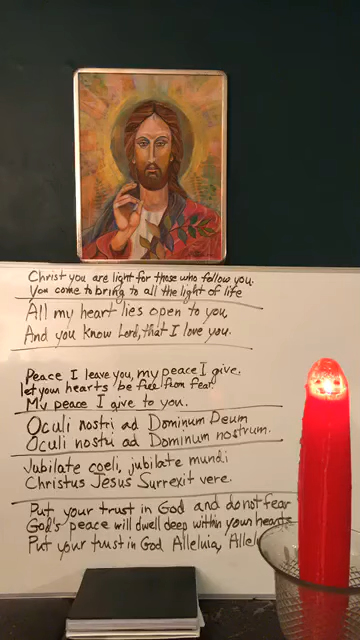 Christ you are light for those who follow you.
You come to bring to all the light of life
All my heart lies open to you
And you know Lord, that I love you.
Peace I leave you, my peace I give.
let your hearts be free from fear.
My peace I give to you.
Oculi nostri ad Dominum Deum
Oculi nostri ad Dominum nostrum.
Jubilate coeli, jubilate mundi
Christus Jesus Surrexit vere.
Put your trust in God and do not fear
God's peace will dwell deep within your hearts
Put your trust in God Alleluia,